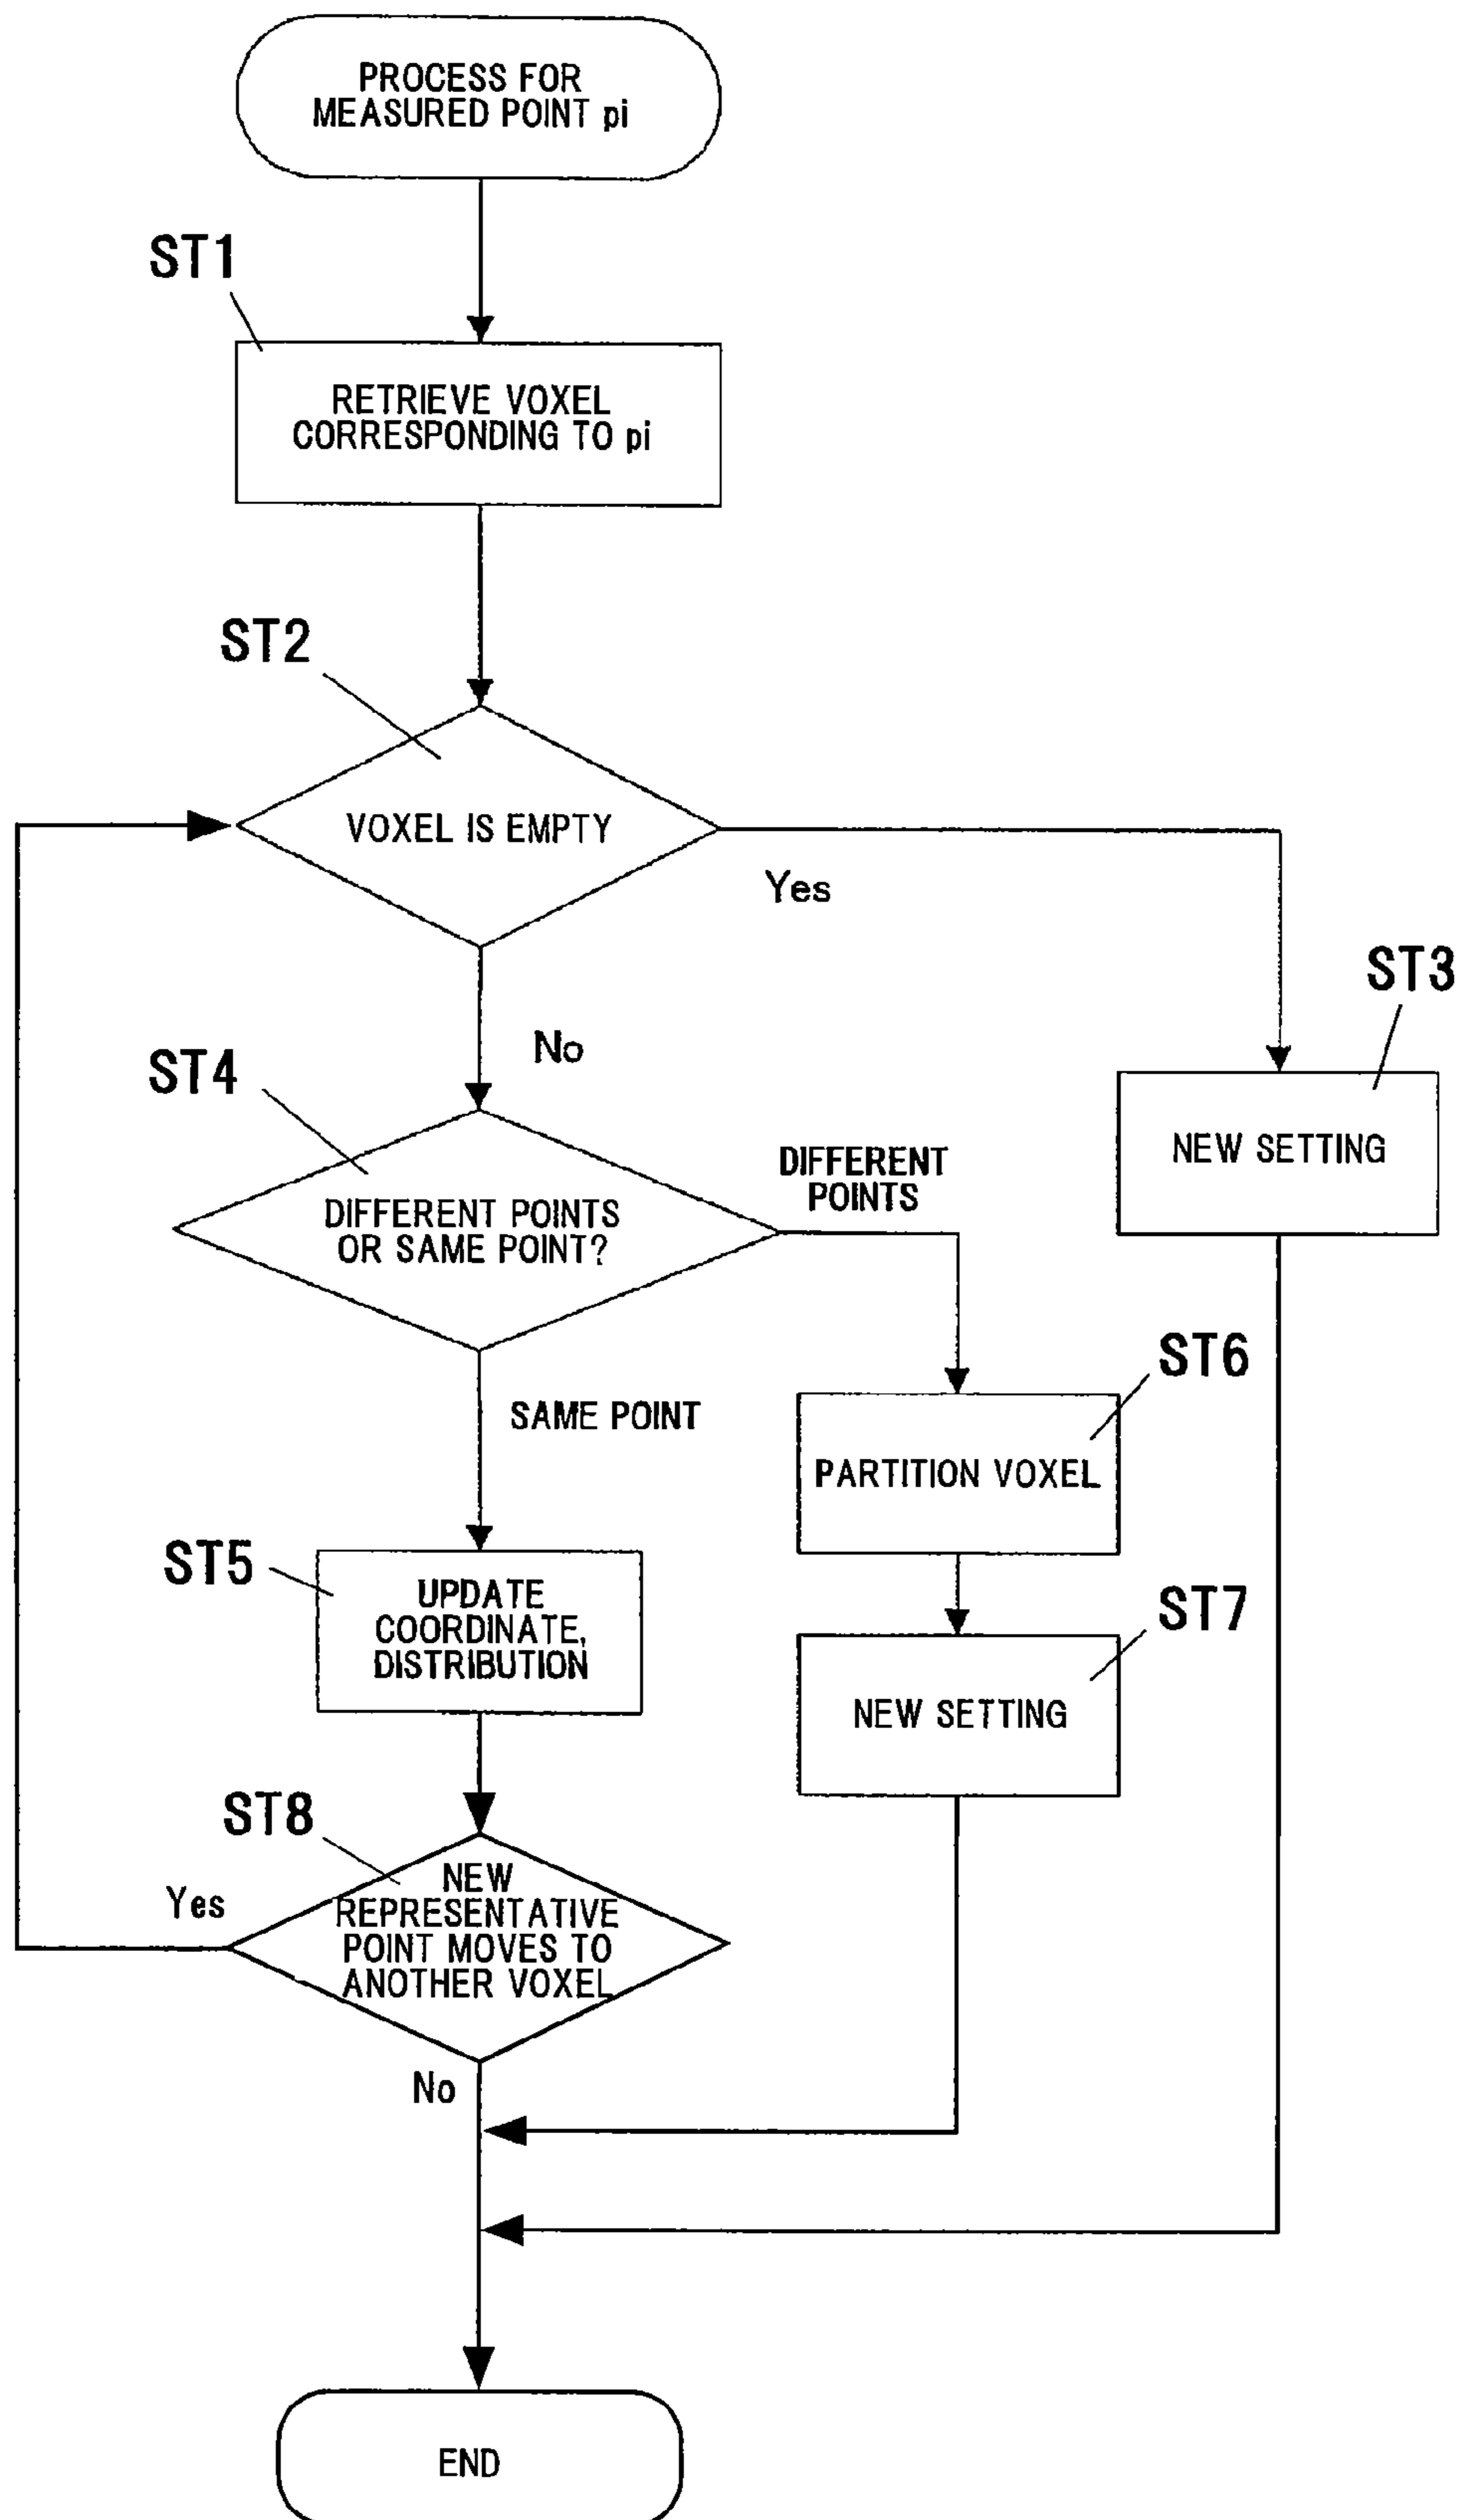 PROCESS FOR
MEASURED POINT pi
ST1
RETRIEVE VOXEL
CORRESPONDING TO pi
ST2
VOXEL IS EMPTY
Yes
ST3
No
ST4
NEW SETTING
DIFFERENT
POINTS
DIFFERENT POINTS
OR SAME POINT?
ST6
SAME POINT
PARTITION VOXEL
ST5
UPDATE
COORDINATE,
DISTRIBUTION
ST7
NEW SETTING
ST8
Yes
NEW
REPRESENTATIVE
POINT MOVES TO
ANOTHER VOXEL
No
END